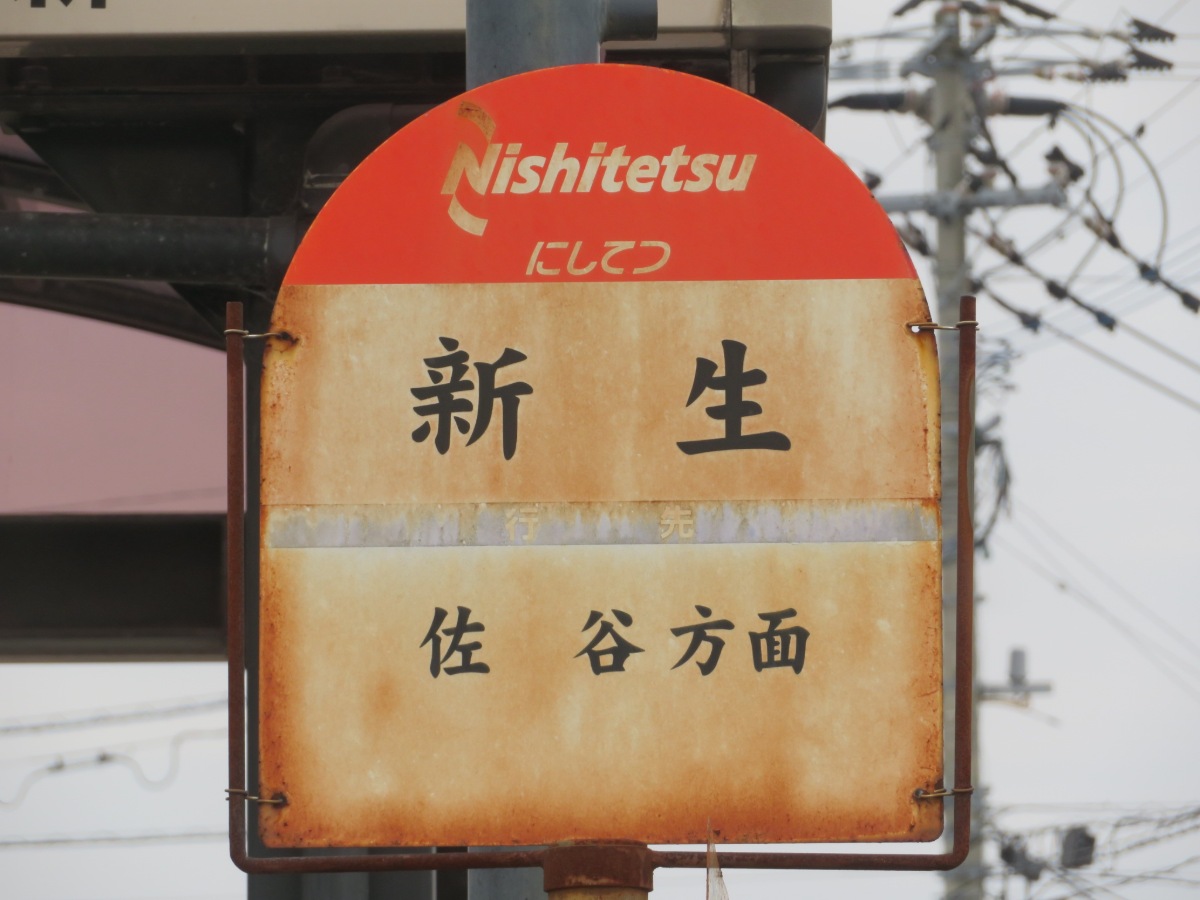 Nishitetsu
にしてつ
新 生
行 先
佐 谷方面